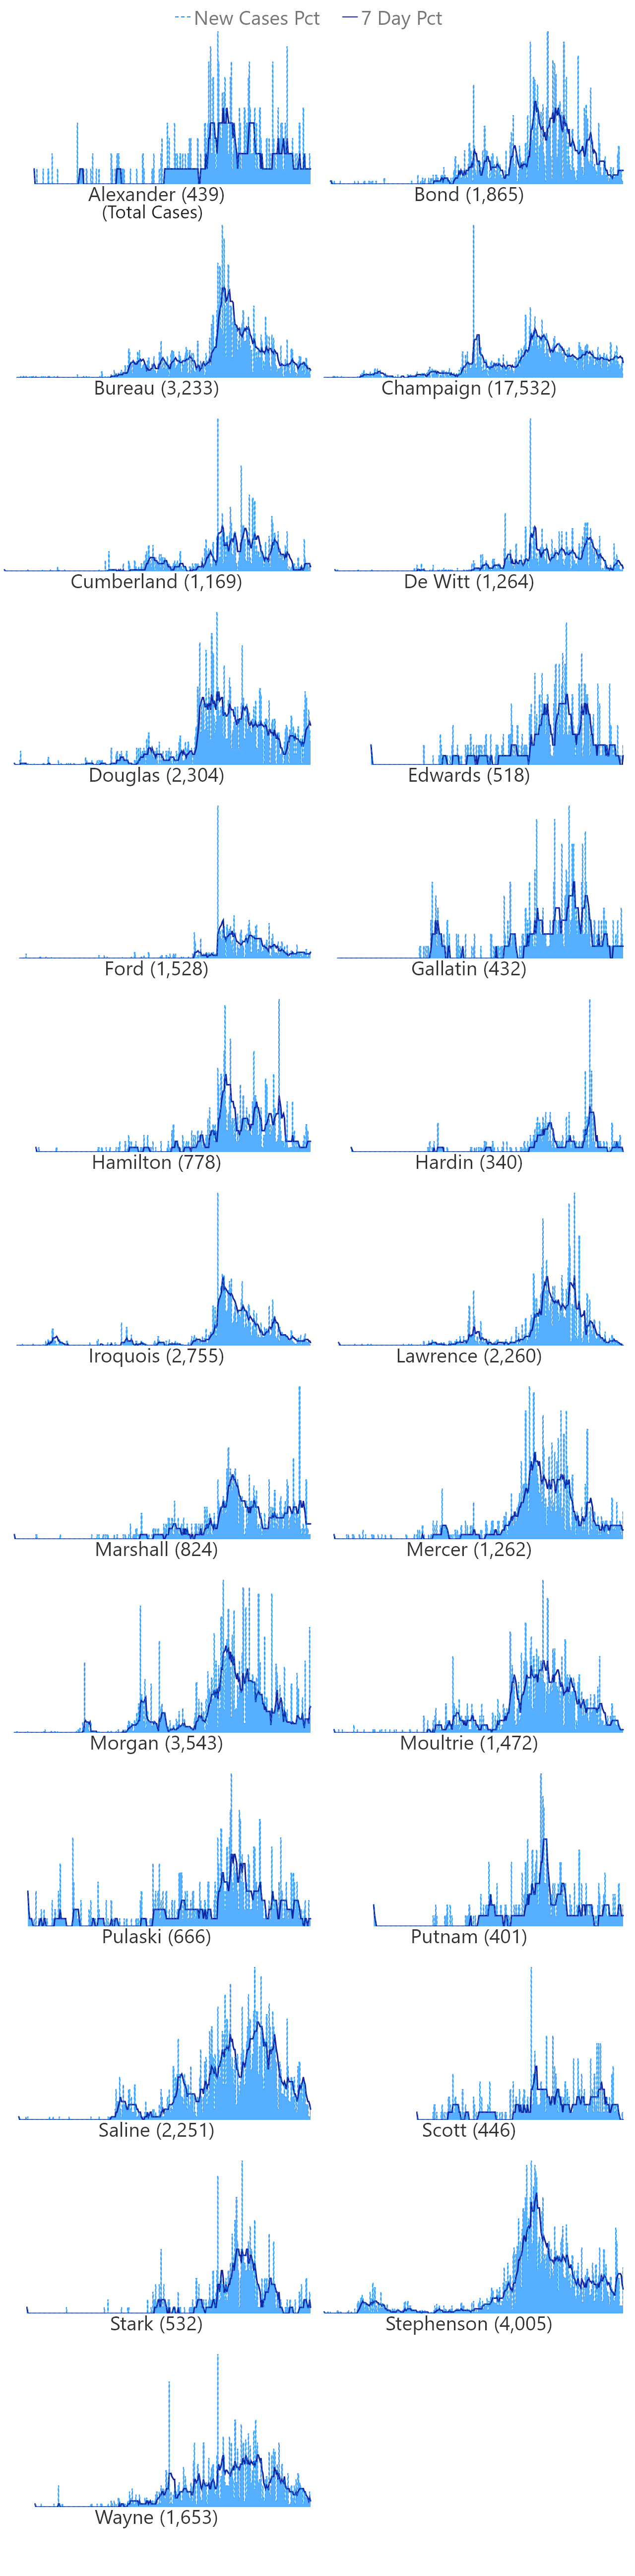 New Cases Pct 7 Day Pct
Alexander (439) Bond (1,865)
(Total Cases)
Bureau (3,233) Champaign (17,532)
Cumberland (1,169) De Witt (1,264)
Douglas (2,304) Edwards (518)
Ford (1,528) Gallatin (432)
Hamilton (778) Hardin (340)
Iroquois (2,755) Lawrence (2,260)
Marshall (824) Mercer (1,262)
Morgan (3,543) Moultrie (1,472)
Pulaski (666) Putnam (401)
Saline (2,251) Scott (446)
Stark (532) Stephenson (4,005)
Wayne (1,653)